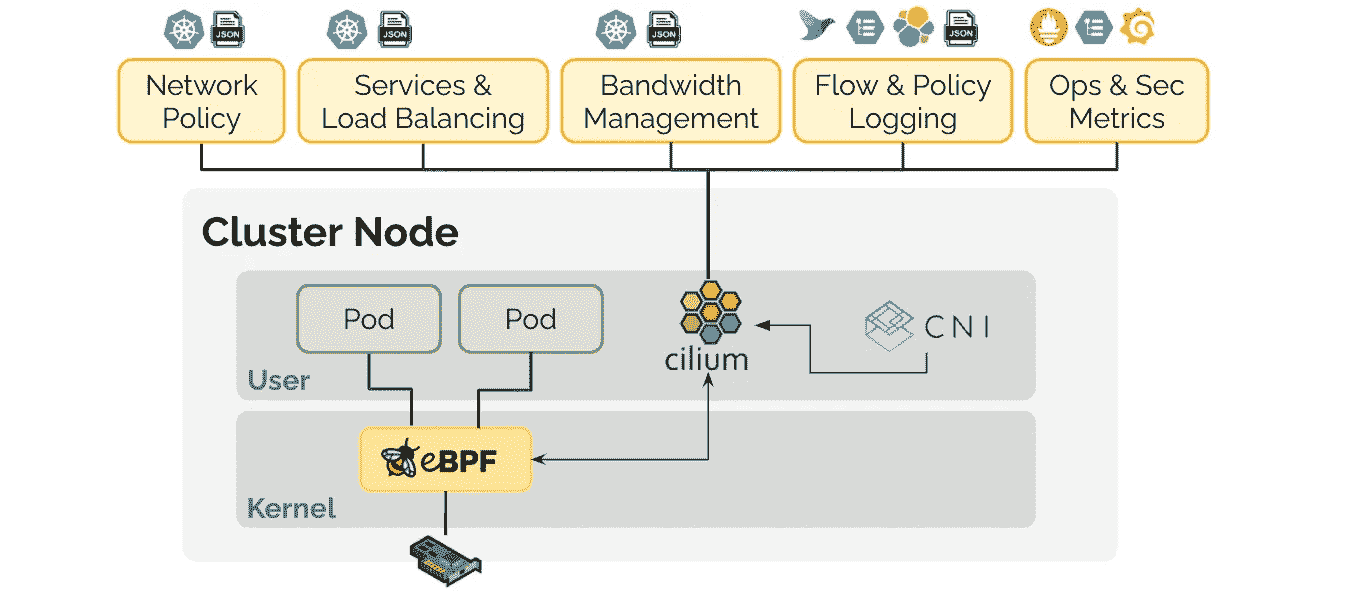 JSON
JSON
JSON
JSON
Network
Policy
Services &
Load Balancing
Bandwidth
Management
Flow & Policy
Logging
Ops & Sec
Metrics
Cluster Node
Pod
Pod
cilium
CNI
User
eBPF
Kernel